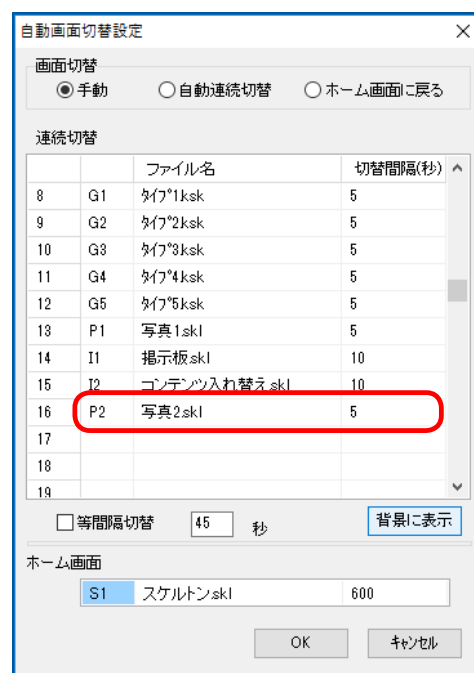 自動画面切替設定
画面切替
手動 自動連続切替 ホーム画面に戻る
連続切替
ファイル名 切替間隔(秒)
8 G1 ﾀｲﾌﾟ1.ksk 5
9 G2 ﾀｲﾌﾟ2.ksk 5
10 G3 ﾀｲﾌﾟ3.ksk 5
11 G4 ﾀｲﾌﾟ4.ksk 5
12 G5 ﾀｲﾌﾟ5.ksk 5
13 P1 写真1.skl 5
14 I1 掲示板.skl 10
15 I2 コンテンツ入れ替え.skl 10
16 P2 写真2.skl 5
17
18
19
等間隔切替 45 秒 背景に表示
ホーム画面
S1 スケルトン.skl 600
OK ｷｬﾝｾﾙ